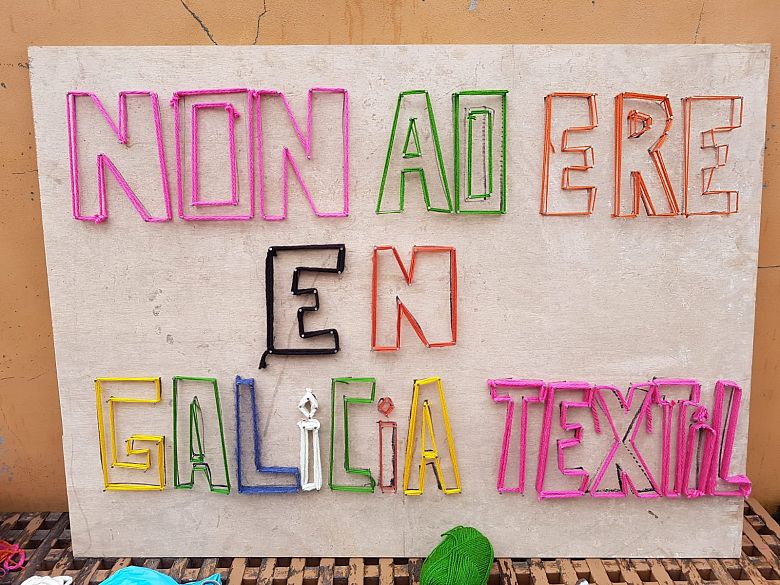 NON AO ERE
EN
GALiCiA TEXTiL